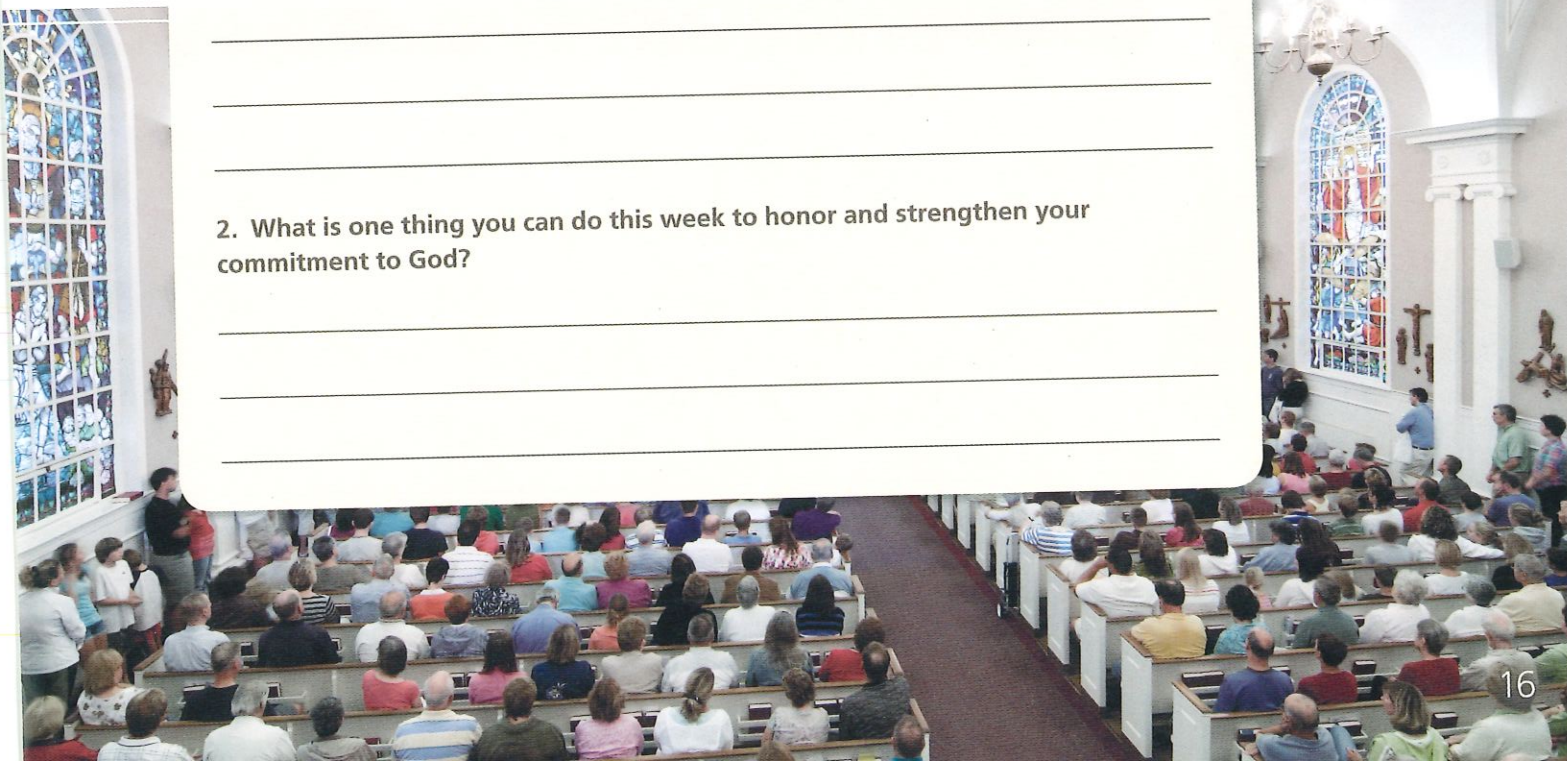 2. What is one thing you can do this week to honor and strengthen your
commitment to God?
16